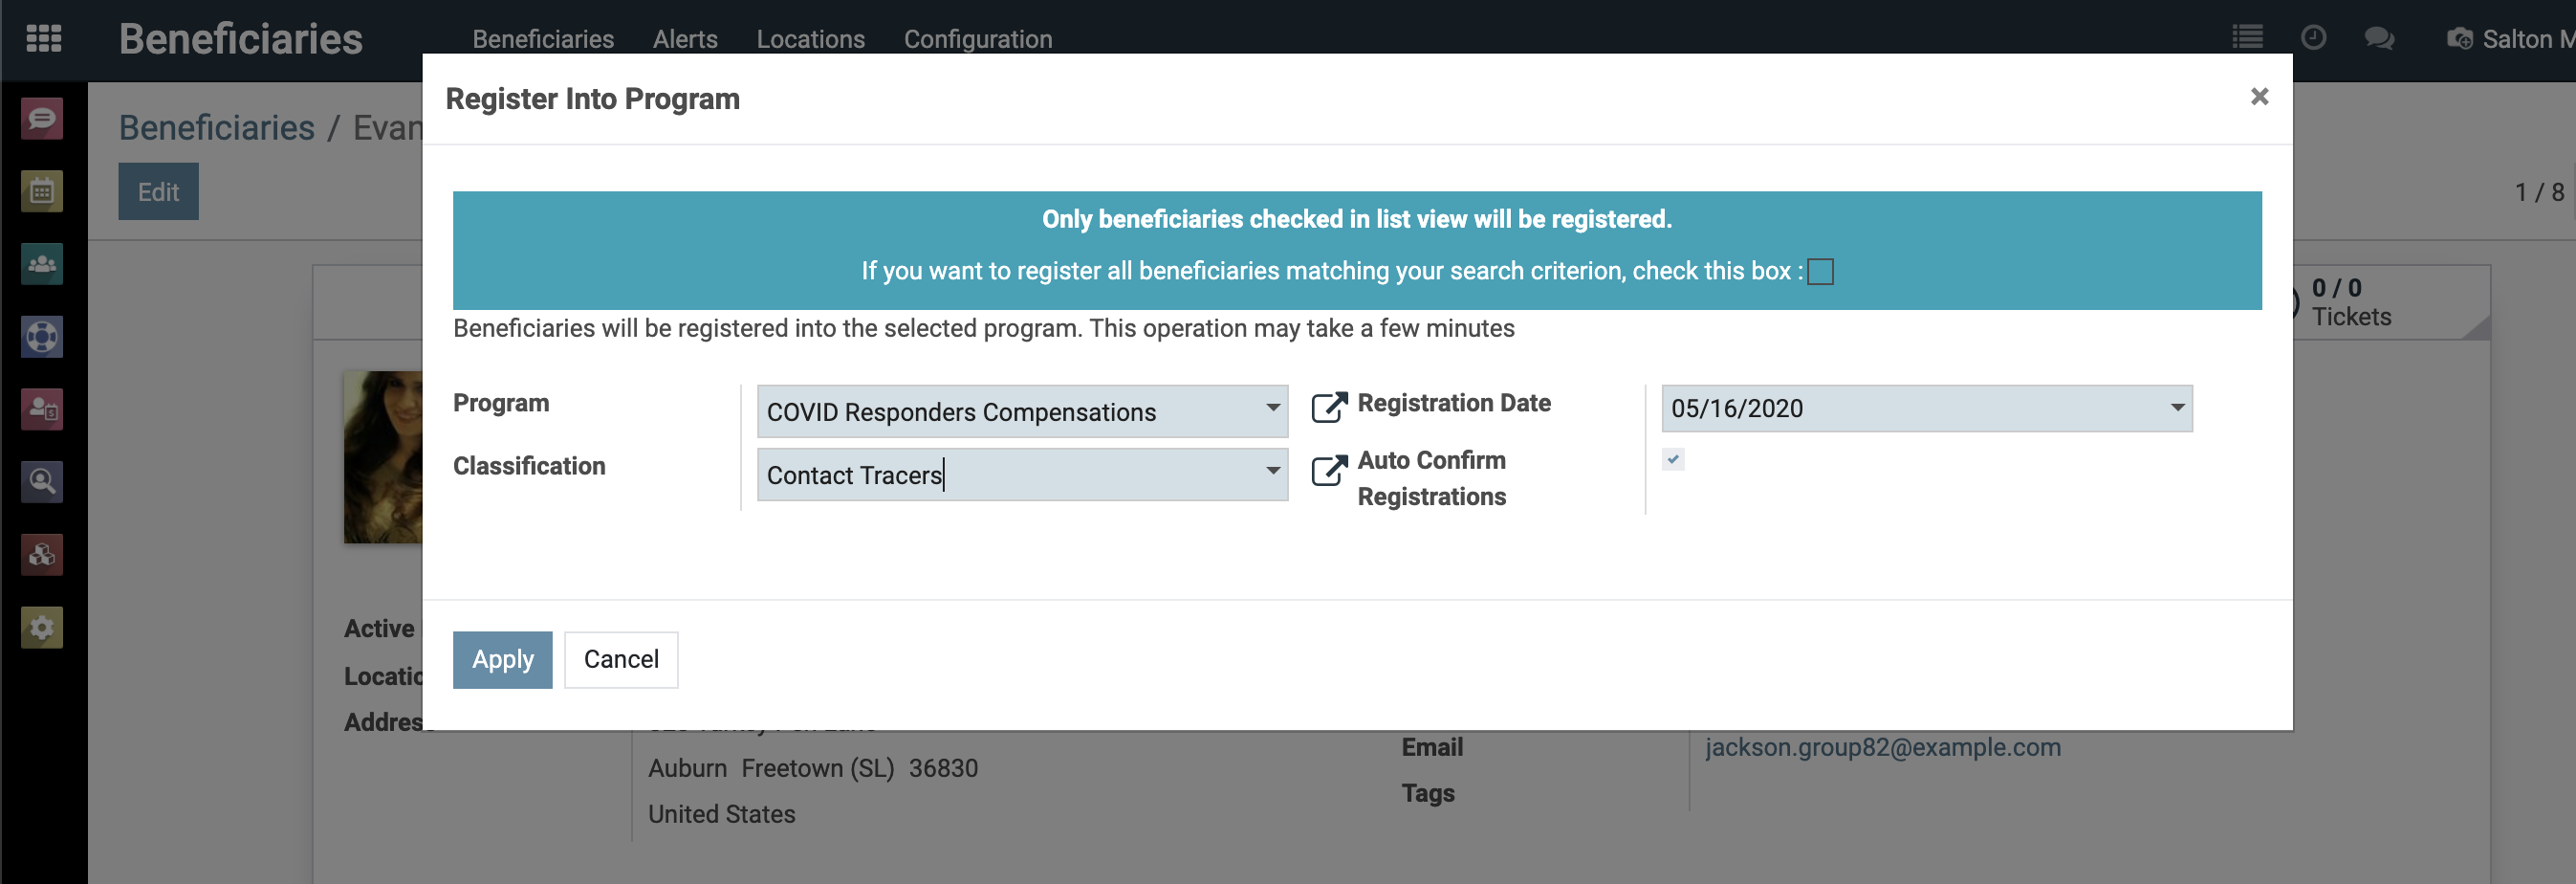 Beneficiaries Beneficiaries Alerts Locations Configuration Salton M
Register Into Program
Beneficiaries / Evan
Edit
1 / 8
Only beneficiaries checked in list view will be registered.
If you want to register all beneficiaries matching your search criterion, check this box :
0 / 0
Tickets
Beneficiaries will be registered into the selected program. This operation may take a few minutes
Program COVID Responders Compensations Registration Date 05/16/2020
Classification Contact Tracers Auto Confirm
Registrations
Apply Cancel
Active
Locatio
Address
Auburn Freetown (SL) 36830
United States
Email jackson.group82@example.com
Tags